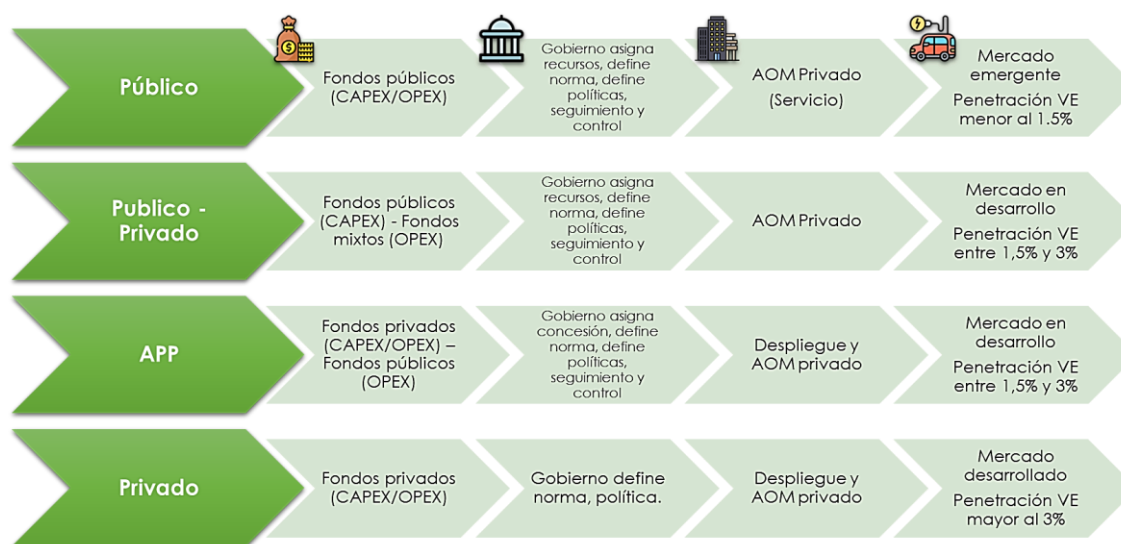 Público
Fondos públicos
(CAPEX/OPEX)
Gobierno asigna
recursos, define
norma, define
políticas,
seguimiento y
control
AOM Privado
(Servicio)
Mercado
emergente
Penetración VE
menor al 1.5%
Publico -
Privado
Fondos públicos
(CAPEX) - Fondos
mixtos (OPEX)
Gobierno asigna
recursos, define
norma, define
políticas,
seguimiento y
control
AOM Privado
Mercado en
desarrollo
Penetración VE
entre 1,5% y 3%
APP
Fondos privados
(CAPEX/OPEX) –
Fondos públicos
(OPEX)
Gobierno asigna
concesión, define
norma, define
políticas,
seguimiento y
control
Despliegue y
AOM privado
Mercado en
desarrollo
Penetración VE
entre 1,5% y 3%
Privado
Fondos privados
(CAPEX/OPEX)
Gobierno define
norma, política.
Despliegue y
AOM privado
Mercado
desarrollado
Penetración VE
mayor al 3%